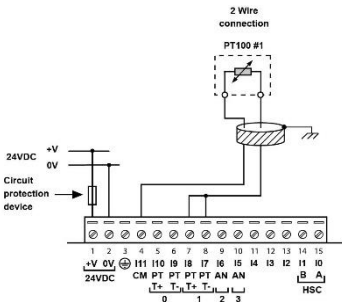 2 Wire
connection
PT100 #1
24VDC
+V
0V
Circuit
protection
device
1 2 3 4 5 6 7 8 9 10 11 12 13 14 15
+V 0V I11 I10 I9 I8 I7 I6 I5 I4 I3 I2 I1 I0
24VDC CM PT PT PT PT AN AN B A
T+ T- T+ T- HSC
0 1 2 3